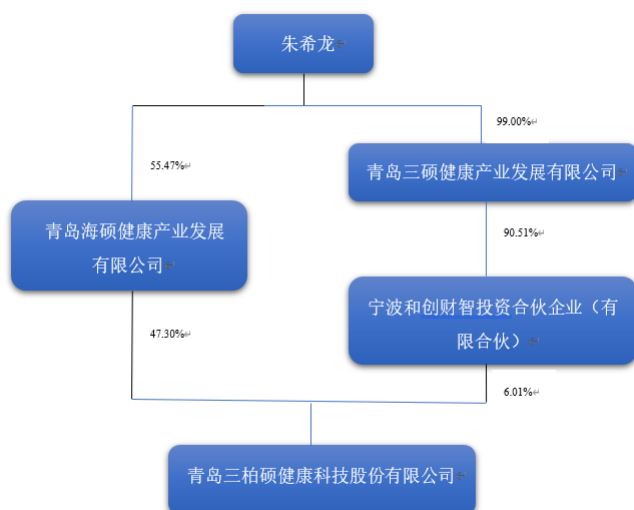 朱希龙
99.00%
55.47%
青岛三硕健康产业发展有限公司
青岛海硕健康产业发展
有限公司
90.51%
宁波和创财智投资合伙企业（有
限合伙）
47.30%
6.01%
青岛三柏硕健康科技股份有限公司